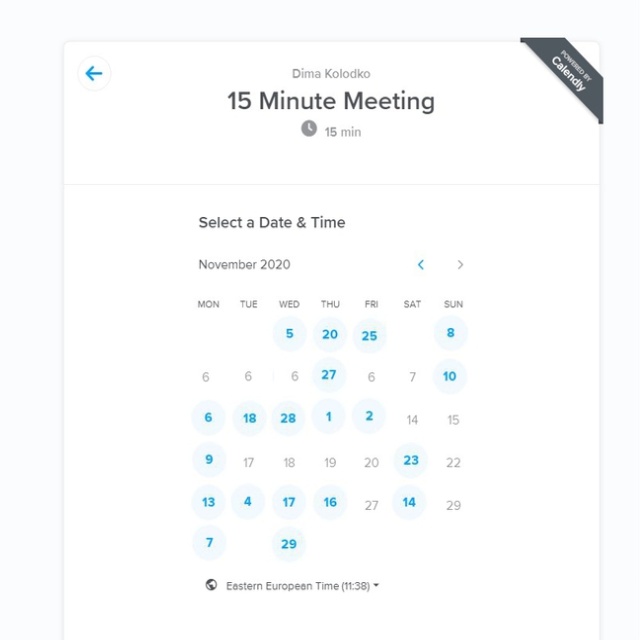 POWERED BY
Calendly
Dima Kolodko
15 Minute Meeting
15 min
Select a Date & Time
November 2020
MON TUE WED THU FRI SAT SUN
5 20 25 8
6 6 6 27 6 7 10
6 18 28 1 2 14 15
9 17 18 19 20 23 22
13 4 17 16 27 14 29
7 29
Eastern European Time (11:38)